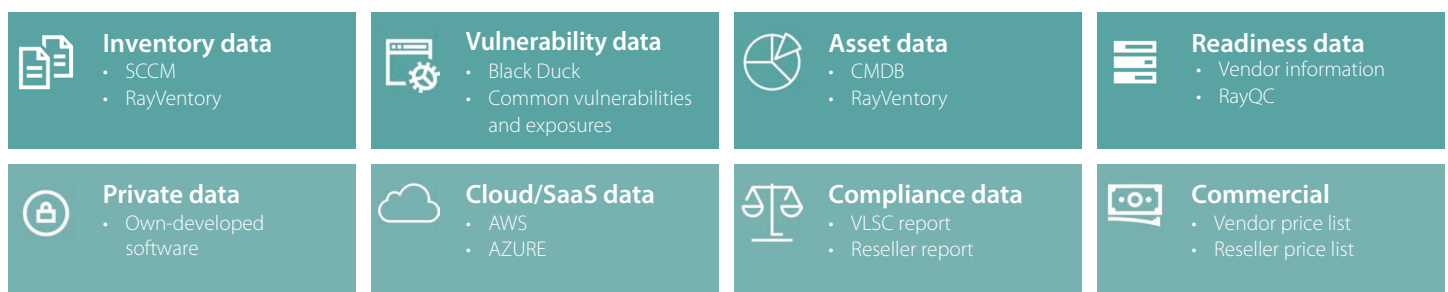 Inventory data
• SCCM
• RayVentory
Vulnerability data
• Black Duck
• Common vulnerabilities
and exposures
Asset data
• CMDB
• RayVentory
Readiness data
• Vendor information
• RayQC
Private data
• Own-developed
software
Cloud/SaaS data
• AWS
• AZURE
Compliance data
• VLSC report
• Reseller report
Commercial
• Vendor price list
• Reseller price list